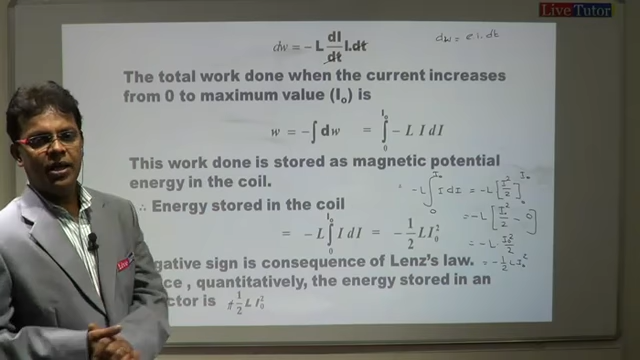 Live Tutor
dw = -L dI/dt I.dt
dw = e i. dt
The total work done when the current increases
from 0 to maximum value (I₀) is
w = -∫ dw = ∫₀^I₀ - L I dI
This work done is stored as magnetic potential
energy in the coil.
∴ Energy stored in the coil
= -L ∫₀^I₀ I dI = - 1/2 L I₀²
= -L ∫₀^I₀ I dI = -L [I²/2]₀^I₀
= -L [I₀²/2 - 0]
= -L I₀²/2
= -1/2 L I₀²
egative sign is consequence of Lenz's law.
ce , quantitatively, the energy stored in an
ctor is 1/2 L I₀²
Live